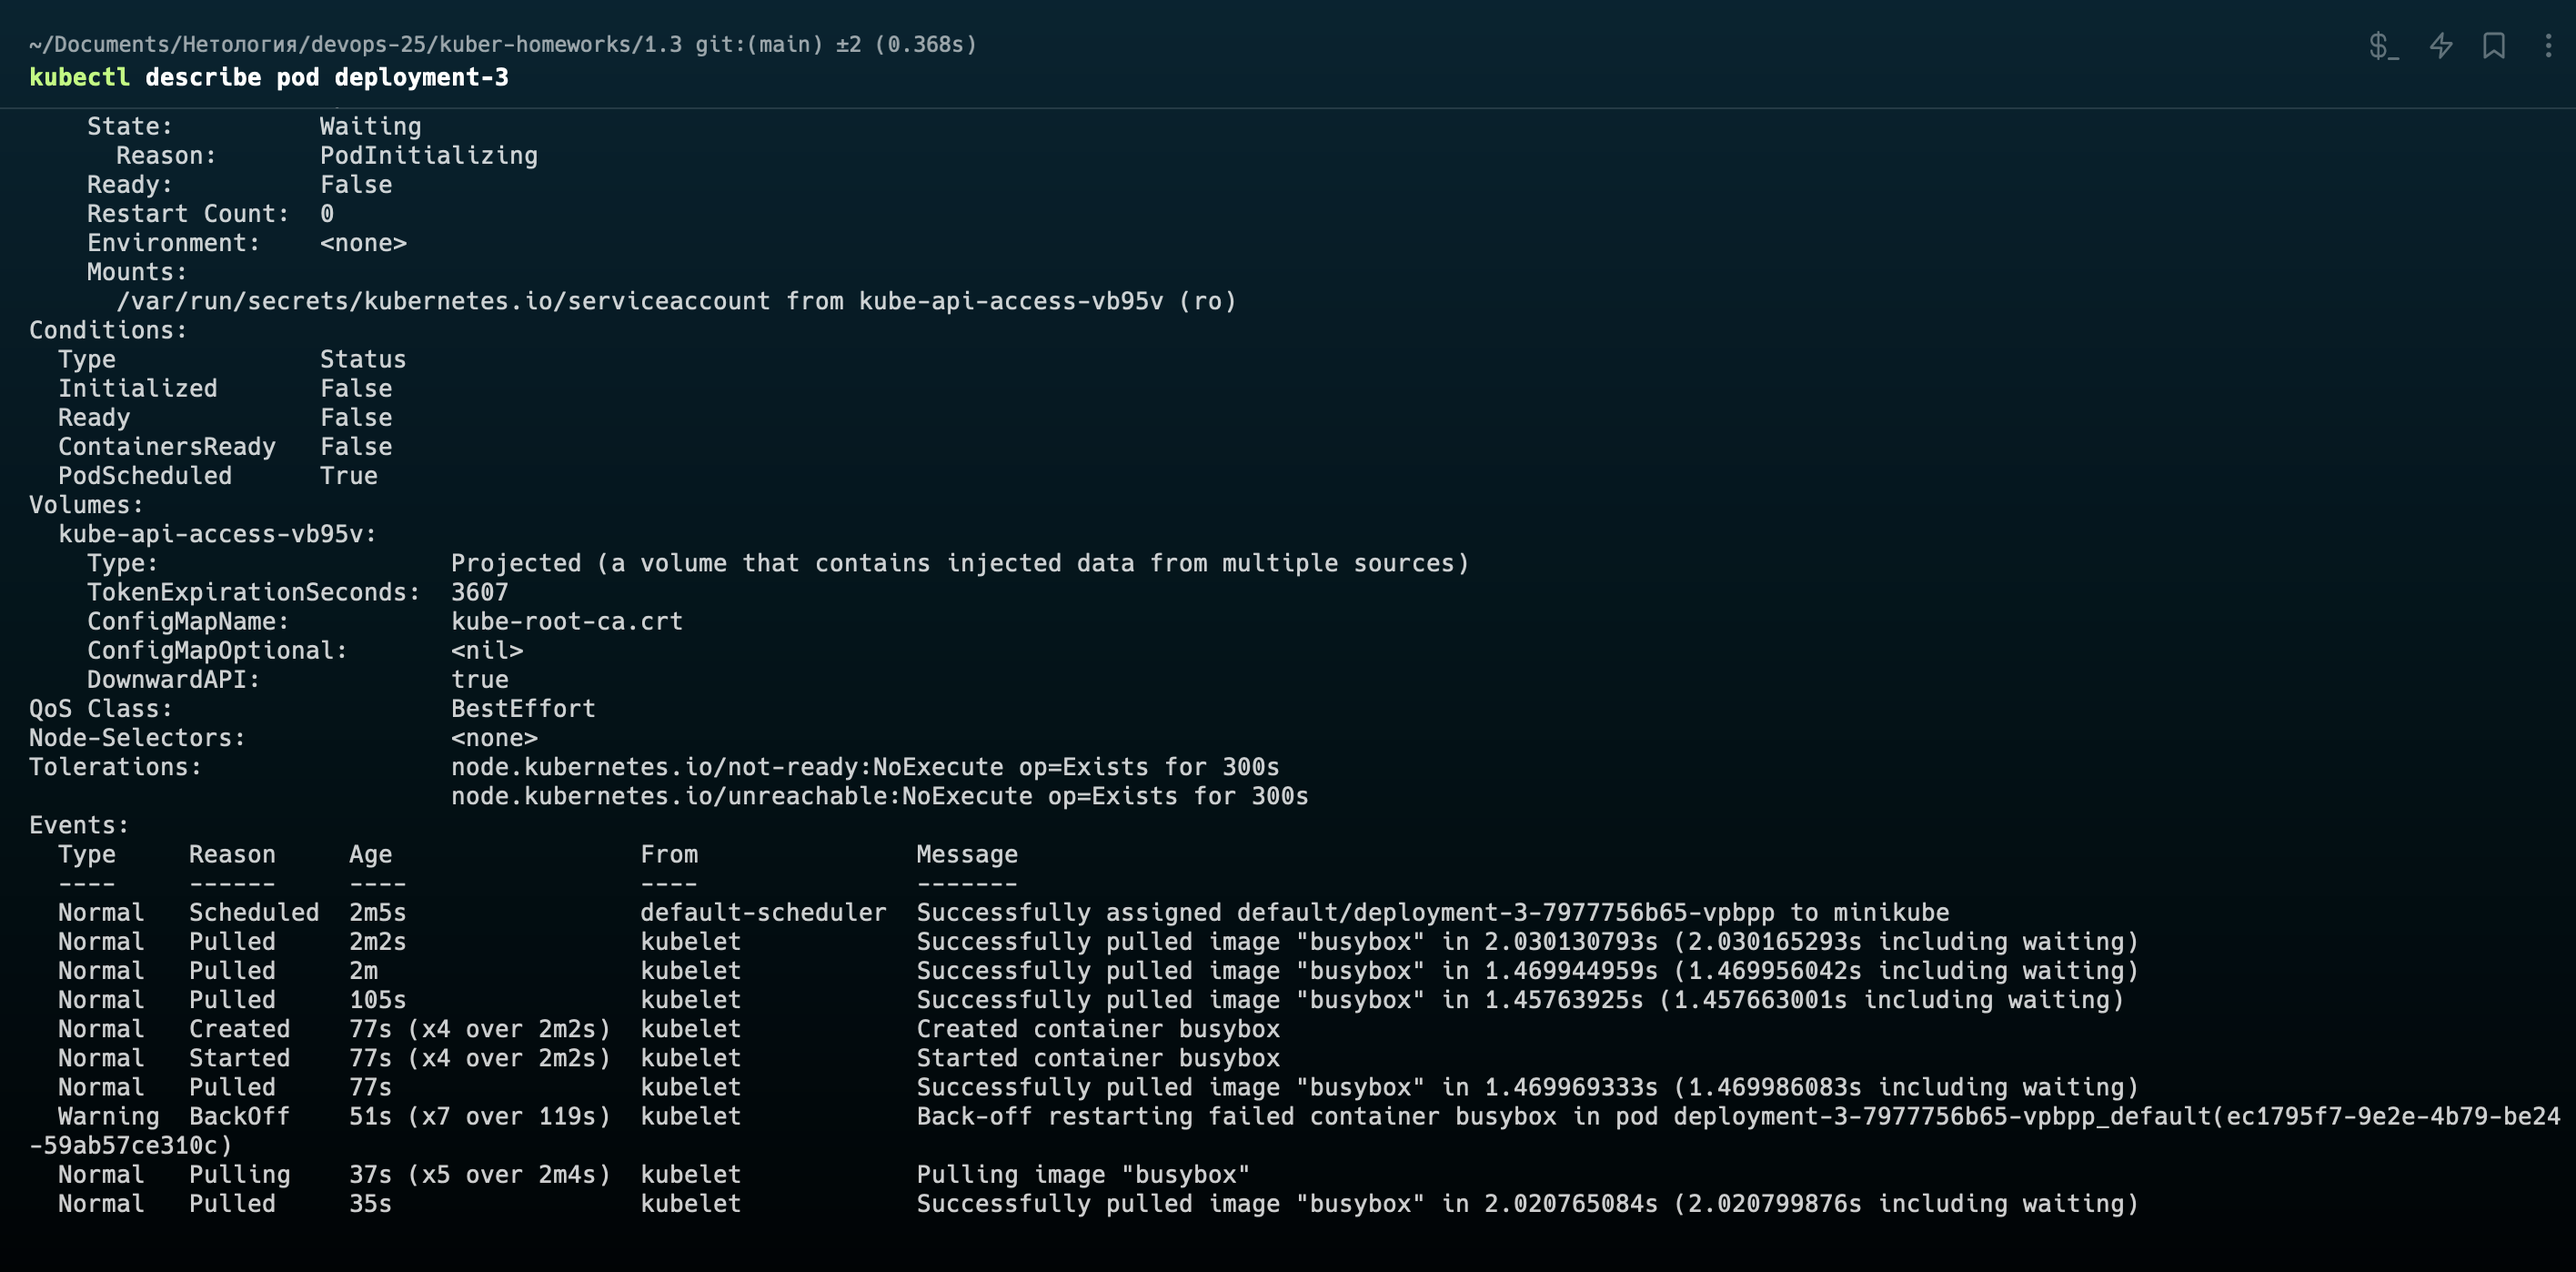 ~/Documents/Нетология/devops-25/kuber-homeworks/1.3 git:(main) ±2 (0.368s)
$_
kubectl describe pod deployment-3
    State:          Waiting
      Reason:       PodInitializing
    Ready:          False
    Restart Count:  0
    Environment:    <none>
    Mounts:
      /var/run/secrets/kubernetes.io/serviceaccount from kube-api-access-vb95v (ro)
Conditions:
  Type              Status
  Initialized       False
  Ready             False
  ContainersReady   False
  PodScheduled      True
Volumes:
  kube-api-access-vb95v:
    Type:                    Projected (a volume that contains injected data from multiple sources)
    TokenExpirationSeconds:  3607
    ConfigMapName:           kube-root-ca.crt
    ConfigMapOptional:       <nil>
    DownwardAPI:             true
QoS Class:                   BestEffort
Node-Selectors:              <none>
Tolerations:                 node.kubernetes.io/not-ready:NoExecute op=Exists for 300s
                             node.kubernetes.io/unreachable:NoExecute op=Exists for 300s
Events:
  Type     Reason     Age                 From               Message
  ----     ------     ----                ----               -------
  Normal   Scheduled  2m5s                default-scheduler  Successfully assigned default/deployment-3-7977756b65-vpbpp to minikube
  Normal   Pulled     2m2s                kubelet            Successfully pulled image "busybox" in 2.030130793s (2.030165293s including waiting)
  Normal   Pulled     2m                  kubelet            Successfully pulled image "busybox" in 1.469944959s (1.469956042s including waiting)
  Normal   Pulled     105s                kubelet            Successfully pulled image "busybox" in 1.45763925s (1.457663001s including waiting)
  Normal   Created    77s (x4 over 2m2s)  kubelet            Created container busybox
  Normal   Started    77s (x4 over 2m2s)  kubelet            Started container busybox
  Normal   Pulled     77s                 kubelet            Successfully pulled image "busybox" in 1.469969333s (1.469986083s including waiting)
  Warning  BackOff    51s (x7 over 119s)  kubelet            Back-off restarting failed container busybox in pod deployment-3-7977756b65-vpbpp_default(ec1795f7-9e2e-4b79-be24
-59ab57ce310c)
  Normal   Pulling    37s (x5 over 2m4s)  kubelet            Pulling image "busybox"
  Normal   Pulled     35s                 kubelet            Successfully pulled image "busybox" in 2.020765084s (2.020799876s including waiting)